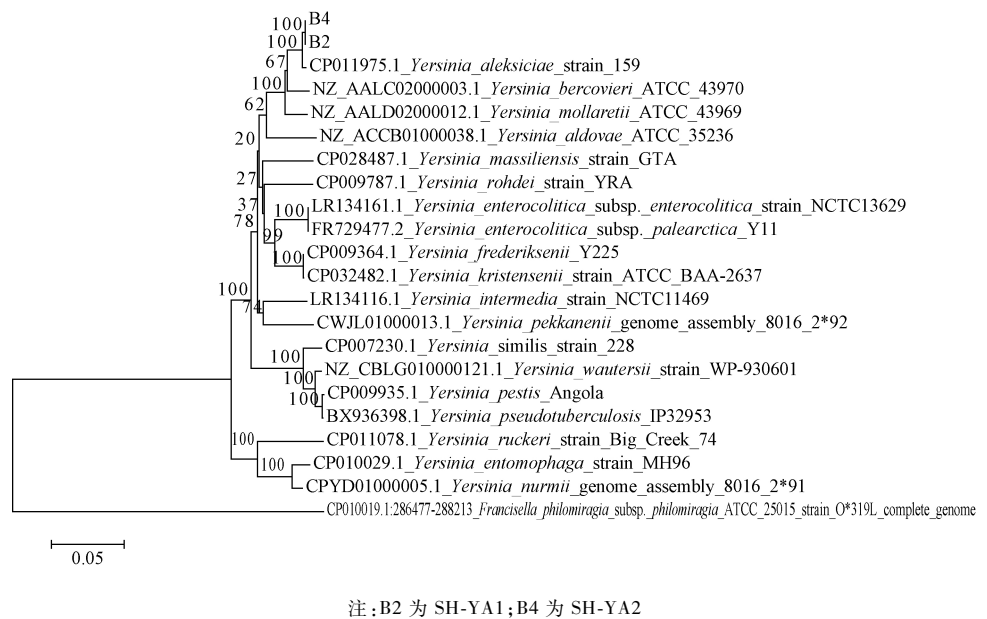 100
B4
100
B2
67
CP011975.1_Yersinia_aleksiciae_strain_159
100
NZ_AALC02000003.1_Yersinia_bercovieri_ATCC_43970
62
NZ_AALD02000012.1_Yersinia_mollaretii_ATCC_43969
20
NZ_ACCB01000038.1_Yersinia_aldovae_ATCC_35236
CP028487.1_Yersinia_massiliensis_strain_GTA
27
CP009787.1_Yersinia_rohdei_strain_YRA
37
100
LR134161.1_Yersinia_enterocolitica_subsp._enterocolitica_strain_NCTC13629
78
FR729477.2_Yersinia_enterocolitica_subsp._palearctica_Y11
99
100
CP009364.1_Yersinia_frederiksenii_Y225
CP032482.1_Yersinia_kristensenii_strain_ATCC_BAA-2637
100
74
LR134116.1_Yersinia_intermedia_strain_NCTC11469
CWJL01000013.1_Yersinia_pekkanenii_genome_assembly_8016_2*92
100
CP007230.1_Yersinia_similis_strain_228
100
NZ_CBLG010000121.1_Yersinia_wautersii_strain_WP-930601
100
CP009935.1_Yersinia_pestis_Angola
BX936398.1_Yersinia_pseudotuberculosis_IP32953
100
CP011078.1_Yersinia_ruckeri_strain_Big_Creek_74
100
CP010029.1_Yersinia_entomophaga_strain_MH96
CPYD01000005.1_Yersinia_nurmii_genome_assembly_8016_2*91
CP010019.1:286477-288213_Francisella_philomiragia_subsp._philomiragia_ATCC_25015_strain_O*319L_complete_genome
0.05
注:B2 为 SH-YA1;B4 为 SH-YA2